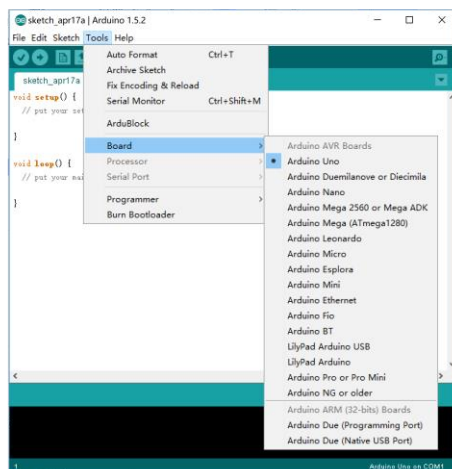 sketch_apr17a | Arduino 1.5.2
File Edit Sketch Tools Help
sketch_apr17a
void setup() {
// put your set
}
void loop() {
// put your mai
}
Auto Format Ctrl+T
Archive Sketch
Fix Encoding & Reload
Serial Monitor Ctrl+Shift+M
ArduBlock
Board
Processor
Serial Port
Programmer
Burn Bootloader
Arduino AVR Boards
Arduino Uno
Arduino Duemilanove or Diecimila
Arduino Nano
Arduino Mega 2560 or Mega ADK
Arduino Mega (ATmega1280)
Arduino Leonardo
Arduino Micro
Arduino Esplora
Arduino Mini
Arduino Ethernet
Arduino Fio
Arduino BT
LilyPad Arduino USB
LilyPad Arduino
Arduino Pro or Pro Mini
Arduino NG or older
Arduino ARM (32-bits) Boards
Arduino Due (Programming Port)
Arduino Due (Native USB Port)
1 Arduino Uno on COM1